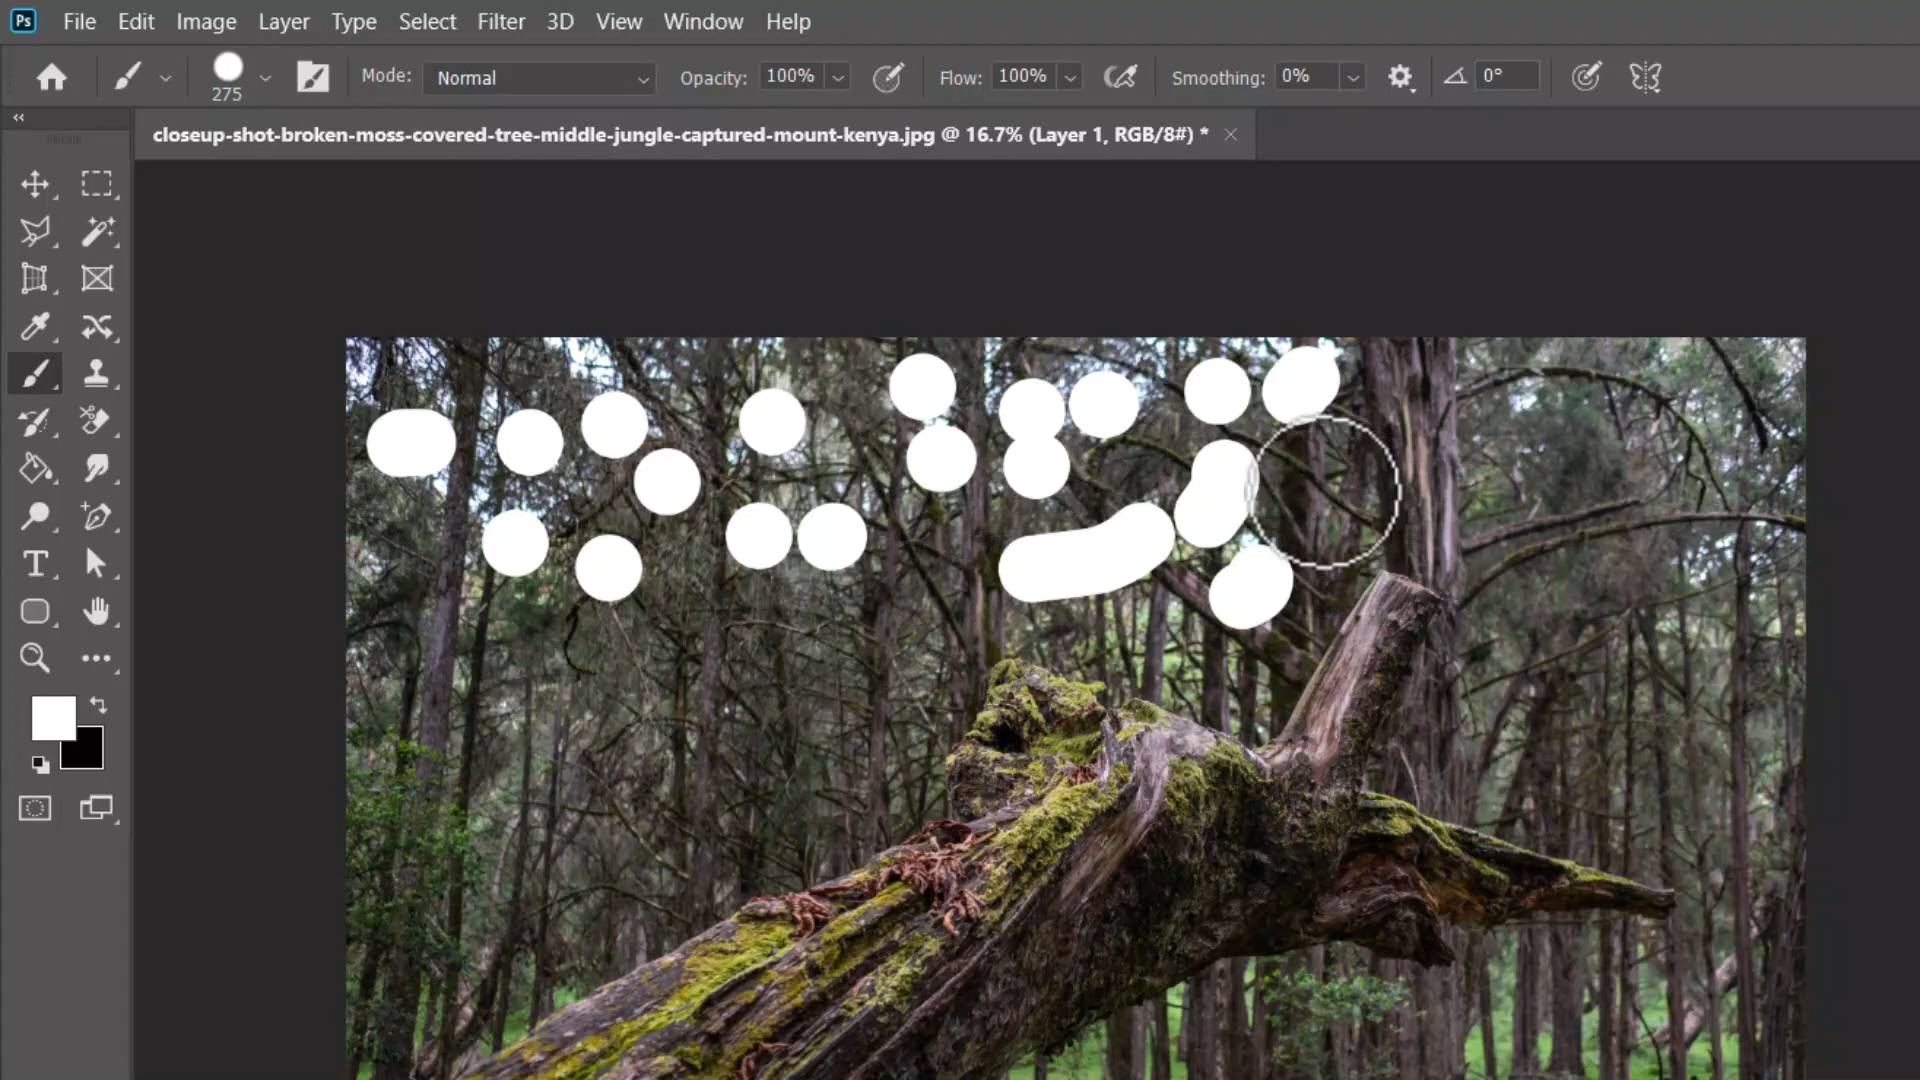 Ps File Edit Image Layer Type Select Filter 3D View Window Help
275 Mode: Normal Opacity: 100% Flow: 100% Smoothing: 0% 0°
closeup-shot-broken-moss-covered-tree-middle-jungle-captured-mount-kenya.jpg @ 16.7% (Layer 1, RGB/8#) *